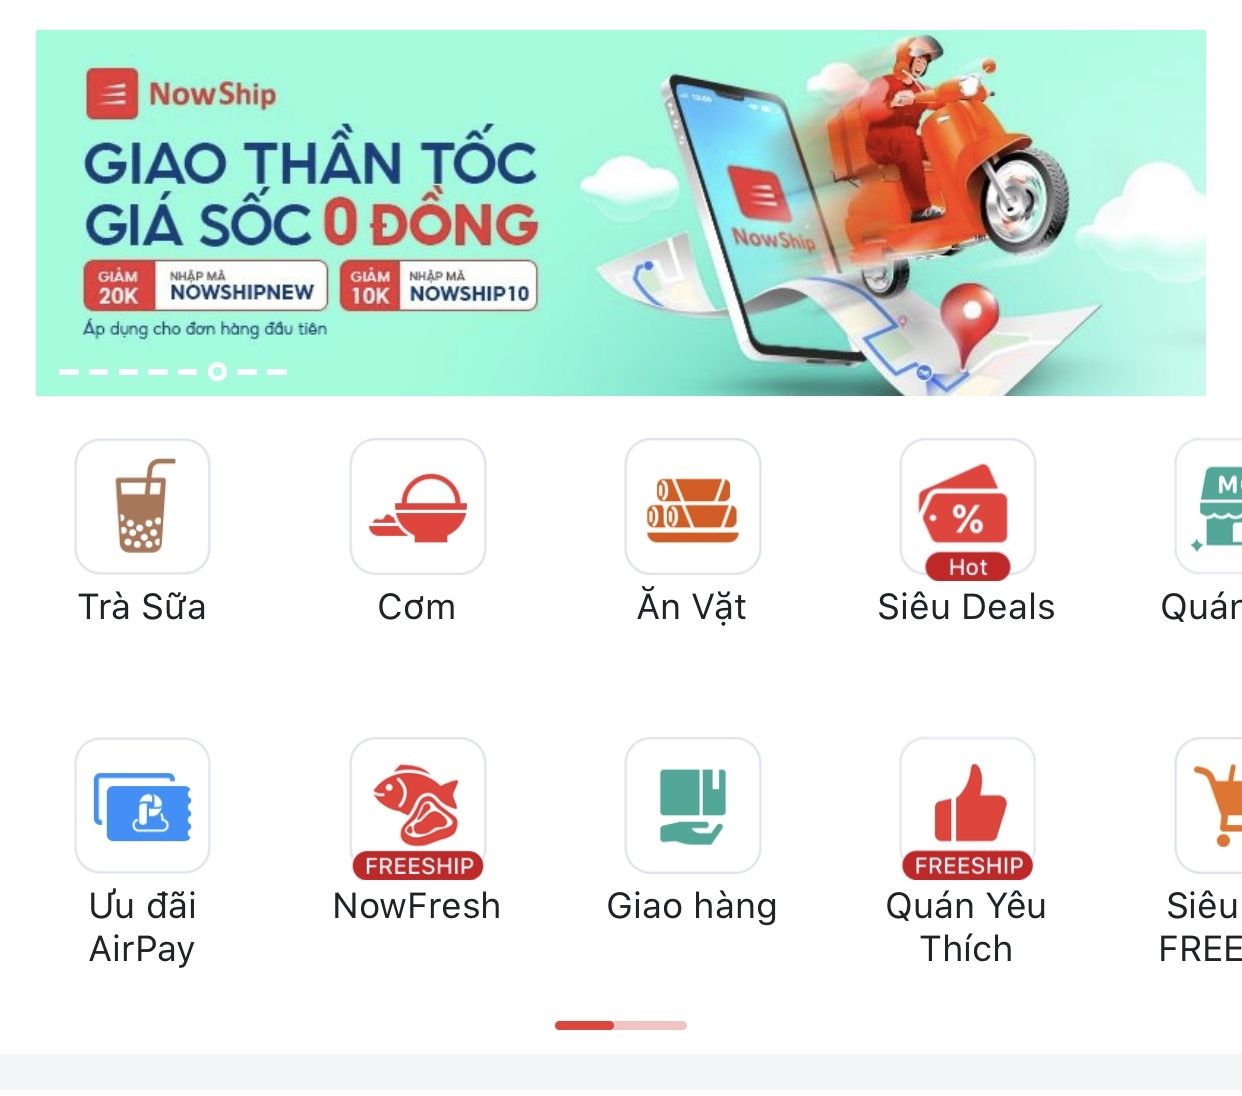 NowShip
GIAO THẦN TỐC
GIÁ SỐC 0 ĐỒNG
GIẢM 20K
NHẬP MÃ
NOWSHIPNEW
GIẢM 10K
NHẬP MÃ
NOWSHIP10
Áp dụng cho đơn hàng đầu tiên
NowShip
Trà Sữa
Cơm
Ăn Vặt
%
Hot
Siêu Deals
Quán
Ưu đãi
AirPay
FREESHIP
NowFresh
Giao hàng
FREESHIP
Quán Yêu
Thích
Siêu
FREE